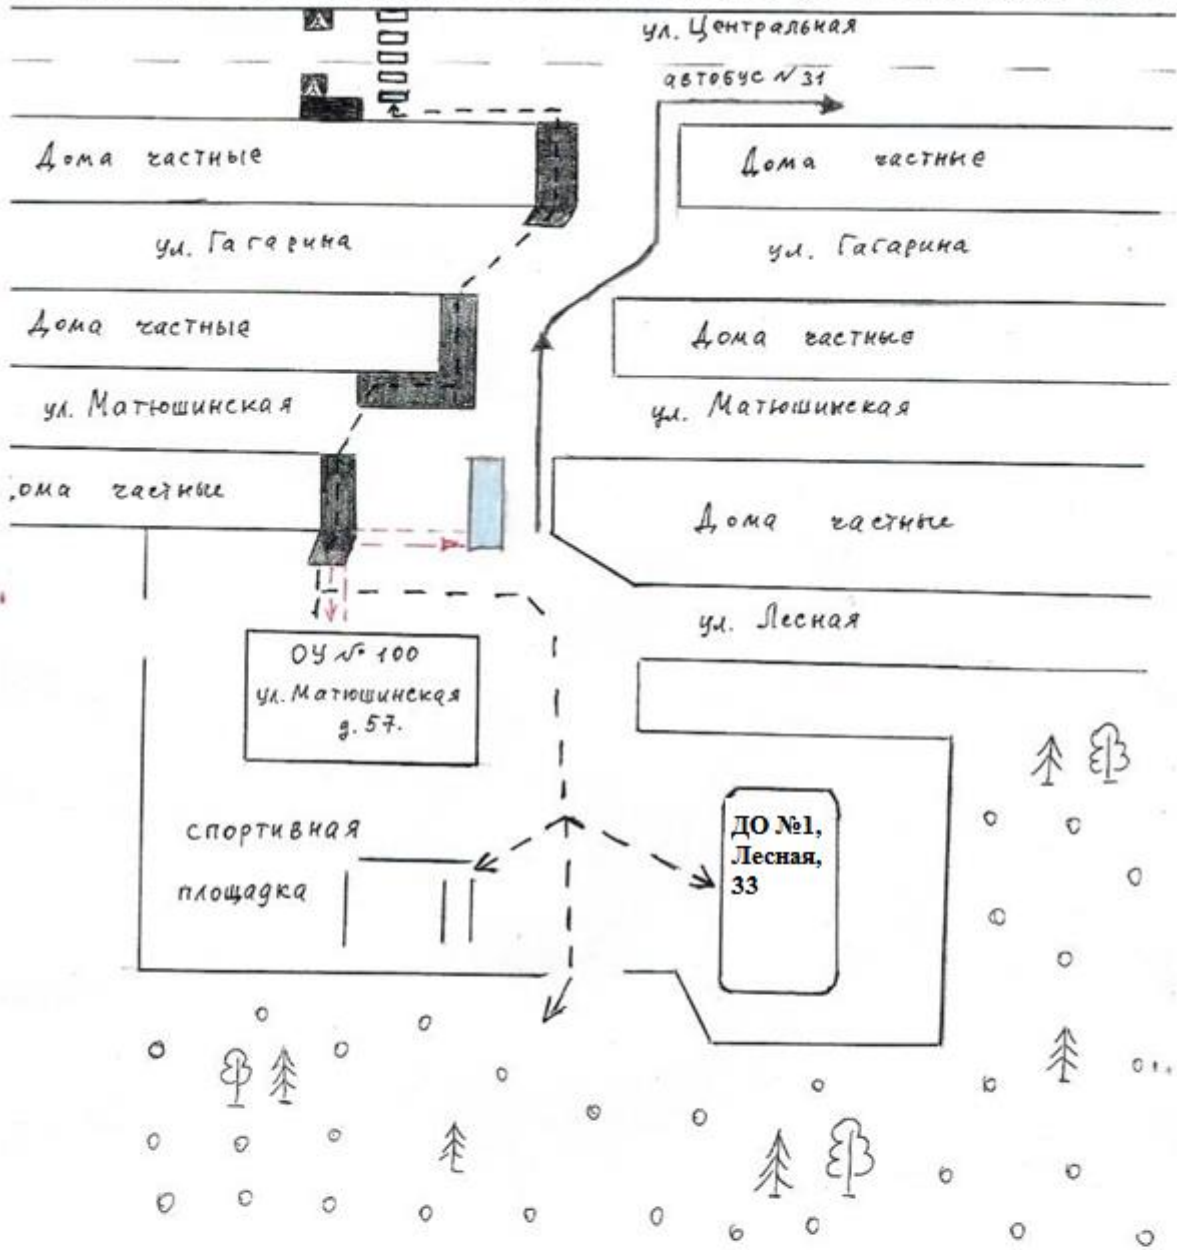 ул. Центральная
автобус № 31
Дома частные
Дома частные
ул. Гагарина
ул. Гагарина
Дома частные
Дома частные
ул. Матюшинская
ул. Матюшинская
ома частные
Дома частные
ул. Лесная
ОУ № 100
ул. Матюшинская
д. 57.
спортивная
площадка
ДО №1,
Лесная,
33